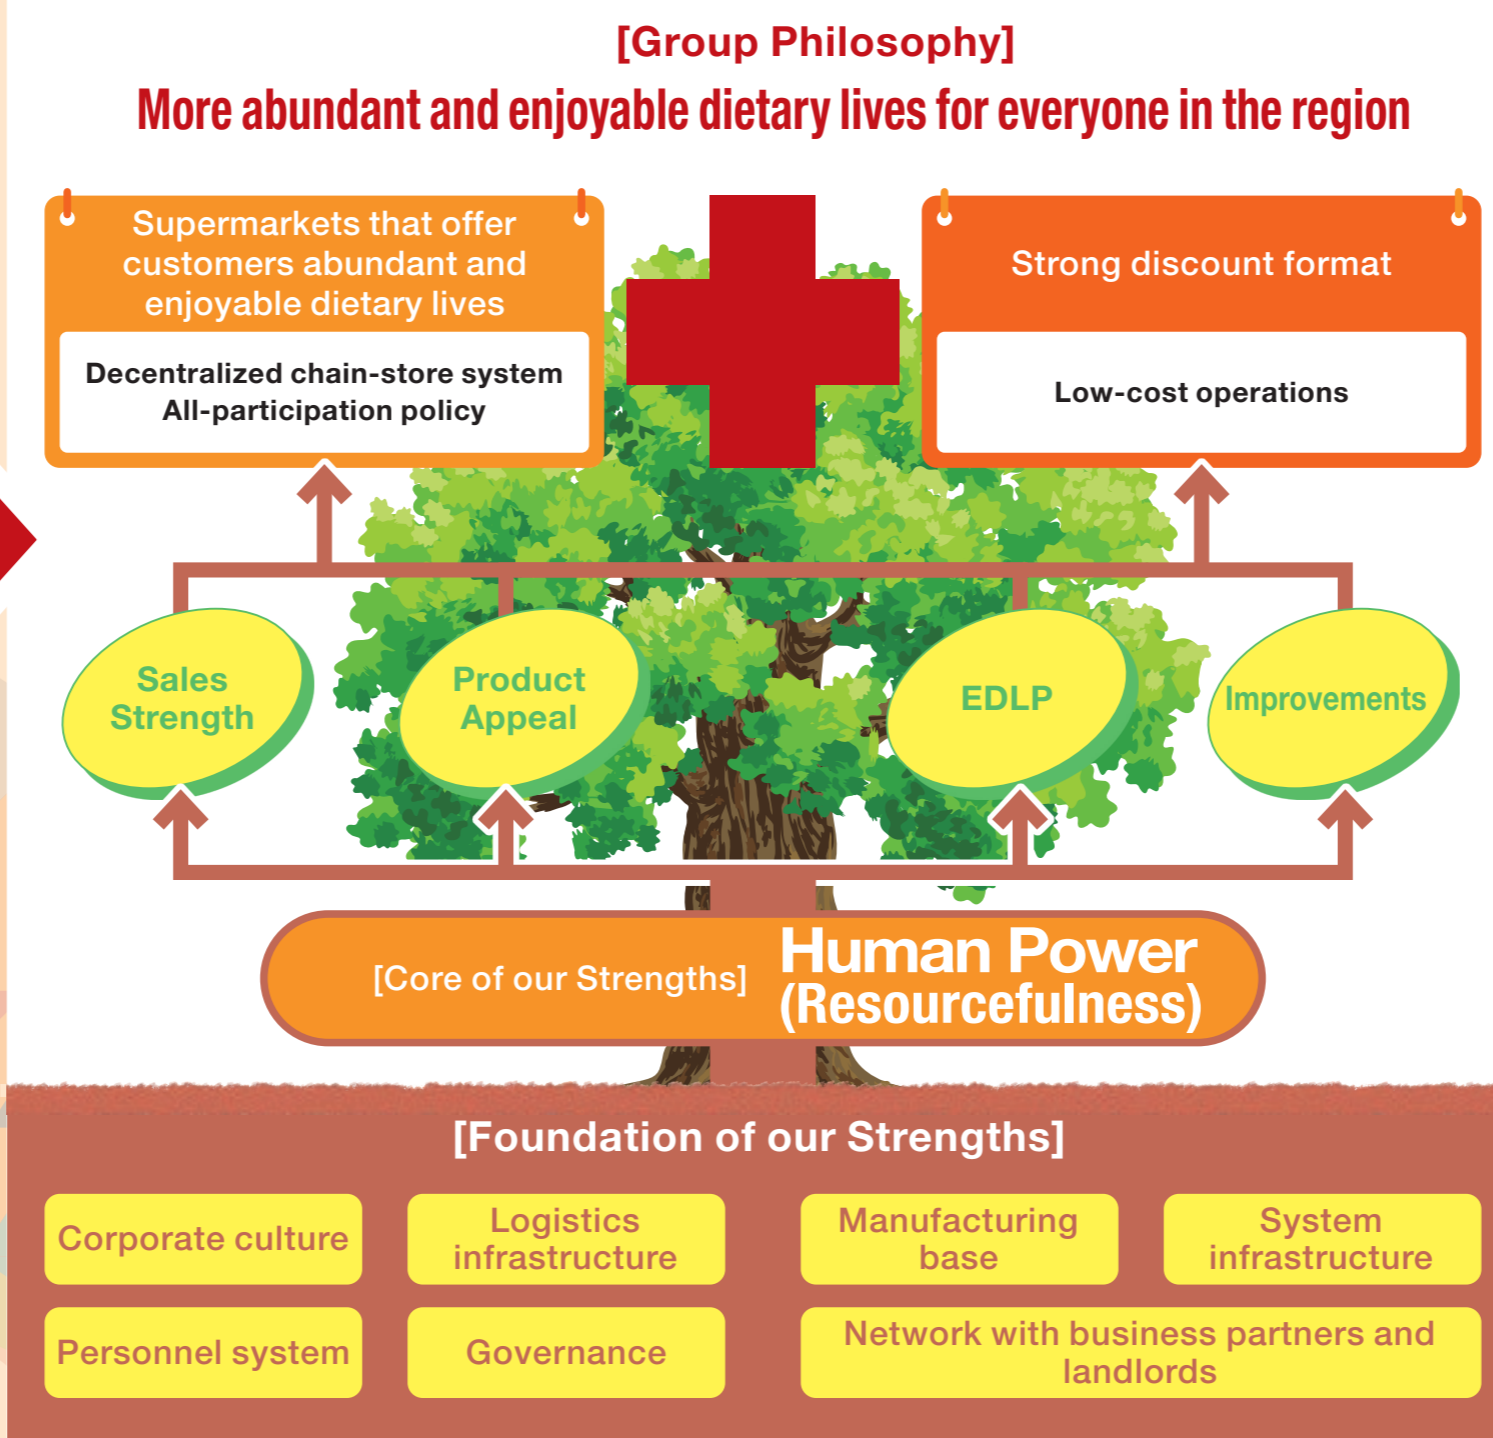 [Group Philosophy]
More abundant and enjoyable dietary lives for everyone in the region
Supermarkets that offer
customers abundant and
enjoyable dietary lives
Decentralized chain-store system
All-participation policy
Strong discount format
Low-cost operations
Sales
Strength
Product
Appeal
EDLP
Improvements
[Core of our Strengths]
Human Power
(Resourcefulness)
[Foundation of our Strengths]
Corporate culture
Logistics
infrastructure
Manufacturing
base
System
infrastructure
Personnel system
Governance
Network with business partners and
landlords